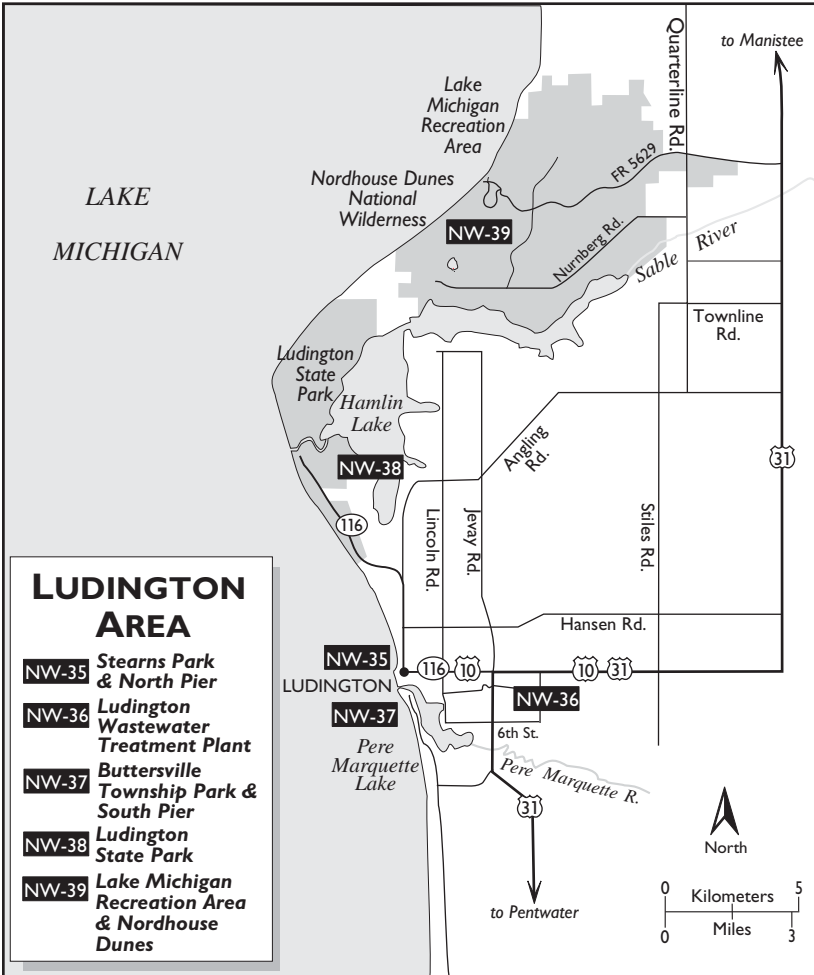 to Manistee
Quarterline Rd.
Lake
Michigan
Recreation
Area
FR 5629
LAKE
MICHIGAN
Nordhouse Dunes
National
Wilderness
NW-39
Nurnberg Rd.
Sable River
Townline
Rd.
Ludington
State
Park
Hamlin
Lake
Angling
Rd.
NW-38
31
116
Lincoln Rd.
Jevay Rd.
Stiles Rd.
Hansen Rd.
NW-35
116
10
10
31
LUDINGTON
NW-36
NW-37
6th St.
Pere
Marquette
Lake
Pere Marquette R.
31
to Pentwater
North
0 5
Kilometers
Miles
0 3
LUDINGTON
AREA
NW-35 Stearns Park
& North Pier
NW-36 Ludington
Wastewater
Treatment Plant
NW-37 Buttersville
Township Park &
South Pier
NW-38 Ludington
State Park
NW-39 Lake Michigan
Recreation Area
& Nordhouse
Dunes